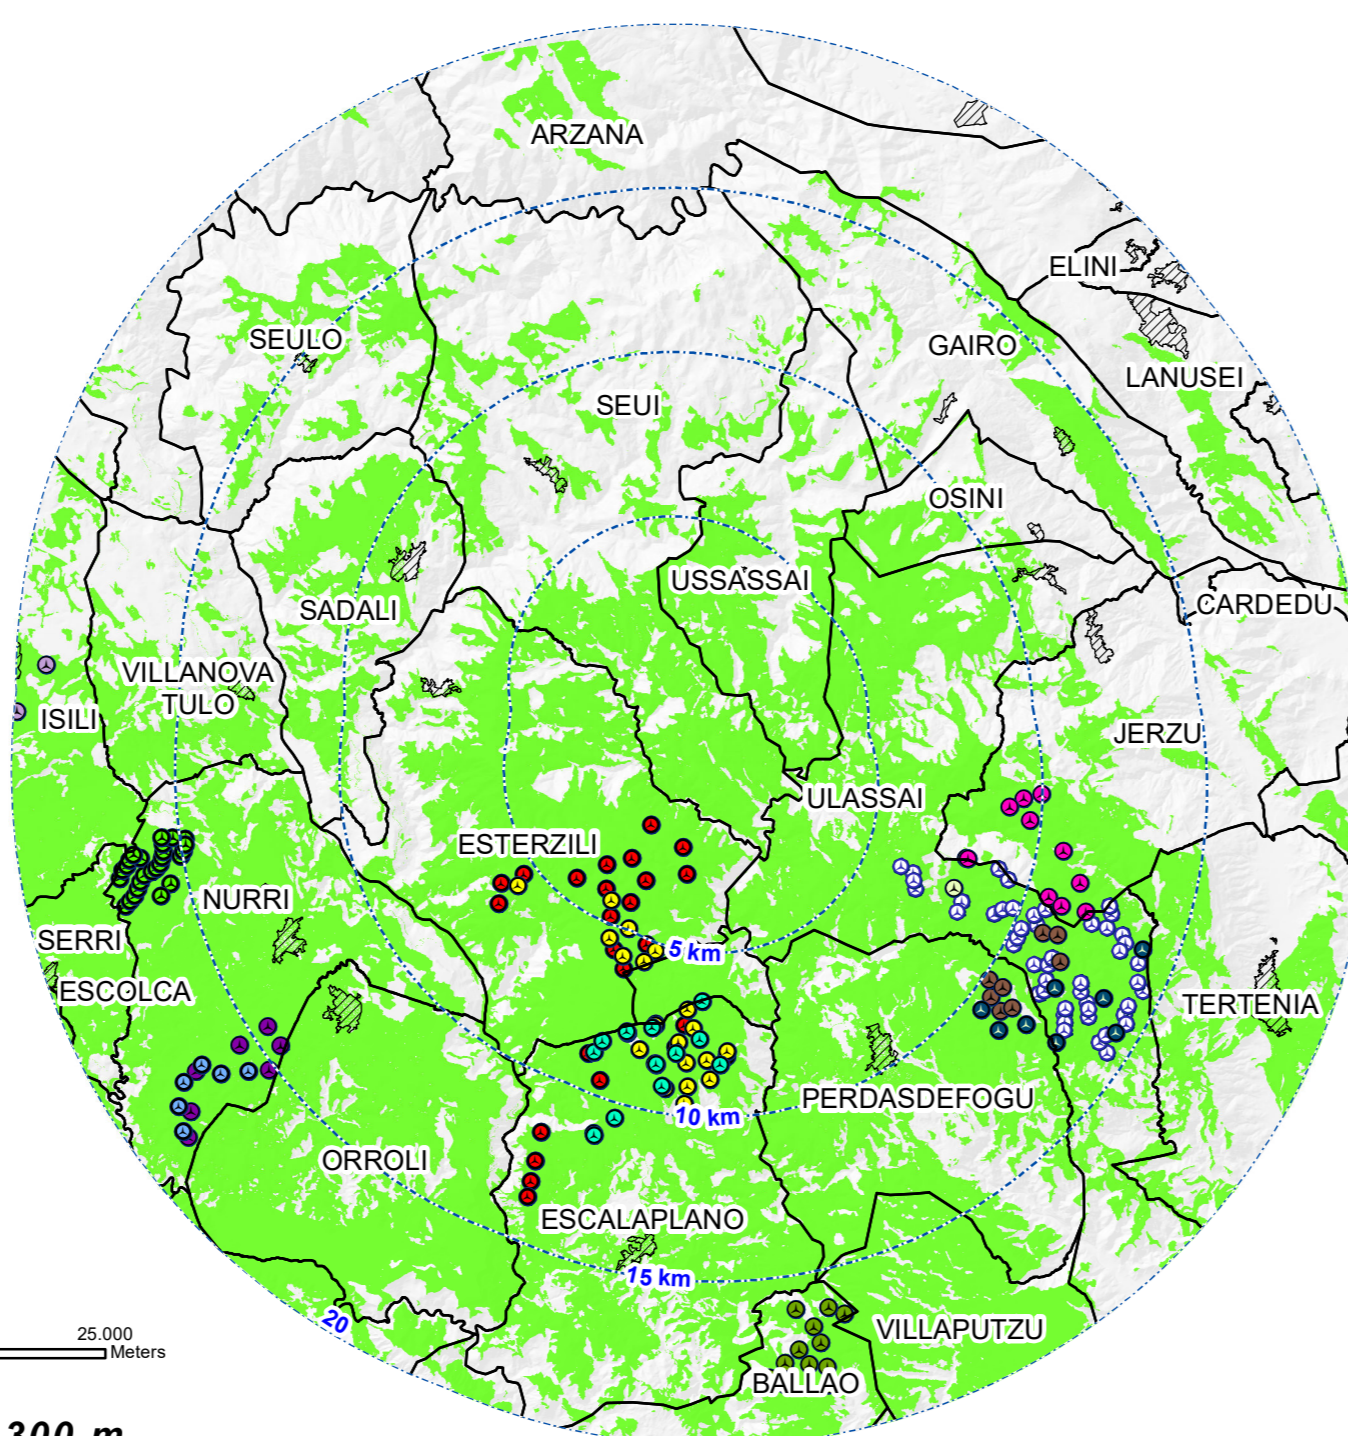 ARZANA
ELINI
SEULO
GAIRO
LANUSEI
SEUI
OSINI
USSASSAI
SADALI
CARDEDU
VILLANOVA
TULO
ISILI
JERZU
ULASSAI
ESTERZILI
NURRI
SERRI
5 km
ESCOLCA
TERTENIA
PERDASDEFOGU
10 km
ORROLI
ESCALAPLANO
15 km
20
VILLAPUTZU
25.000
Meters
BALLAO
300 m